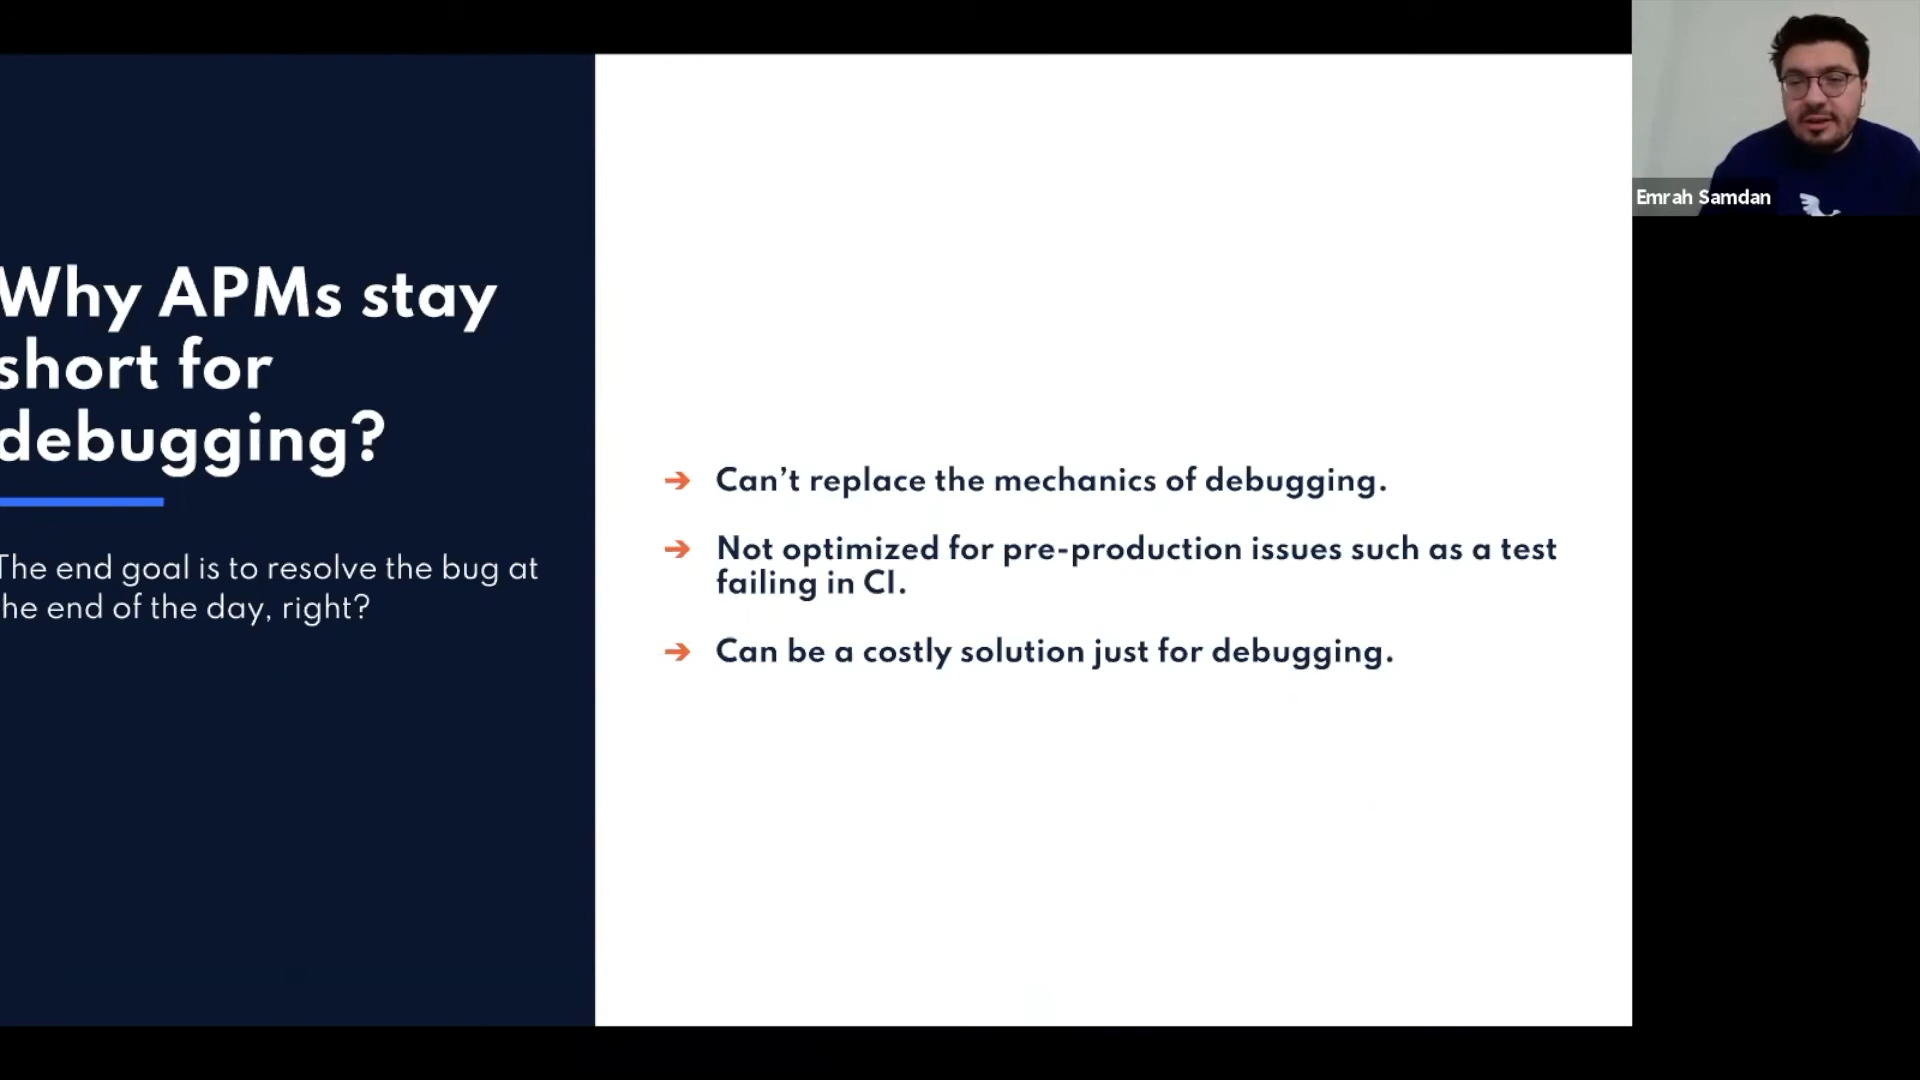 Why APMs stay
short for
debugging?
The end goal is to resolve the bug at
the end of the day, right?
➔ Can’t replace the mechanics of debugging.
➔ Not optimized for pre-production issues such as a test
failing in CI.
➔ Can be a costly solution just for debugging.
Emrah Samdan